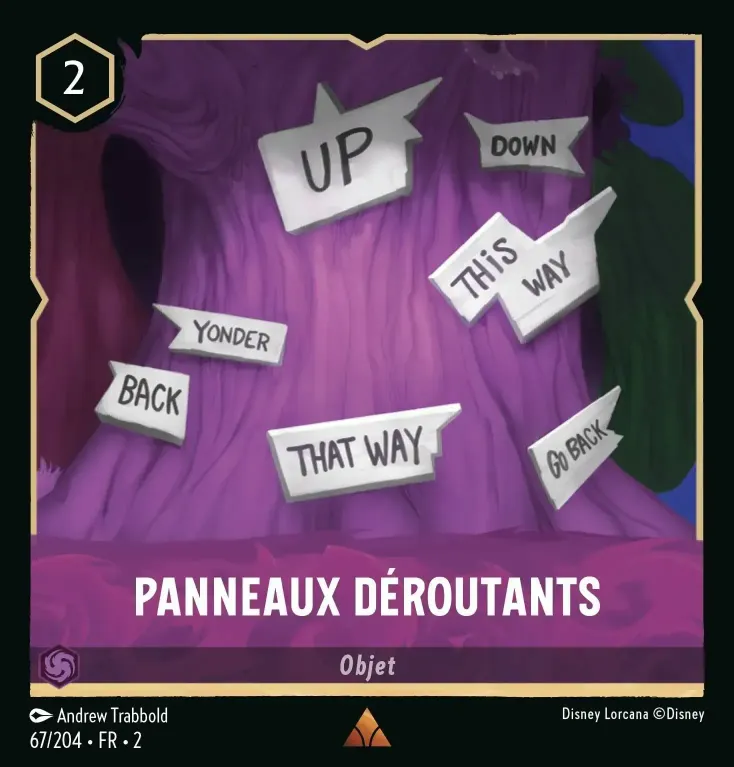 2
UP
DOWN
THiS
WAY
YONDER
BACK
THAT WAY
GO BACK
PANNEAUX DÉROUTANTS
Objet
Andrew Trabbold
Disney Lorcana ©Disney
67/204 • FR • 2